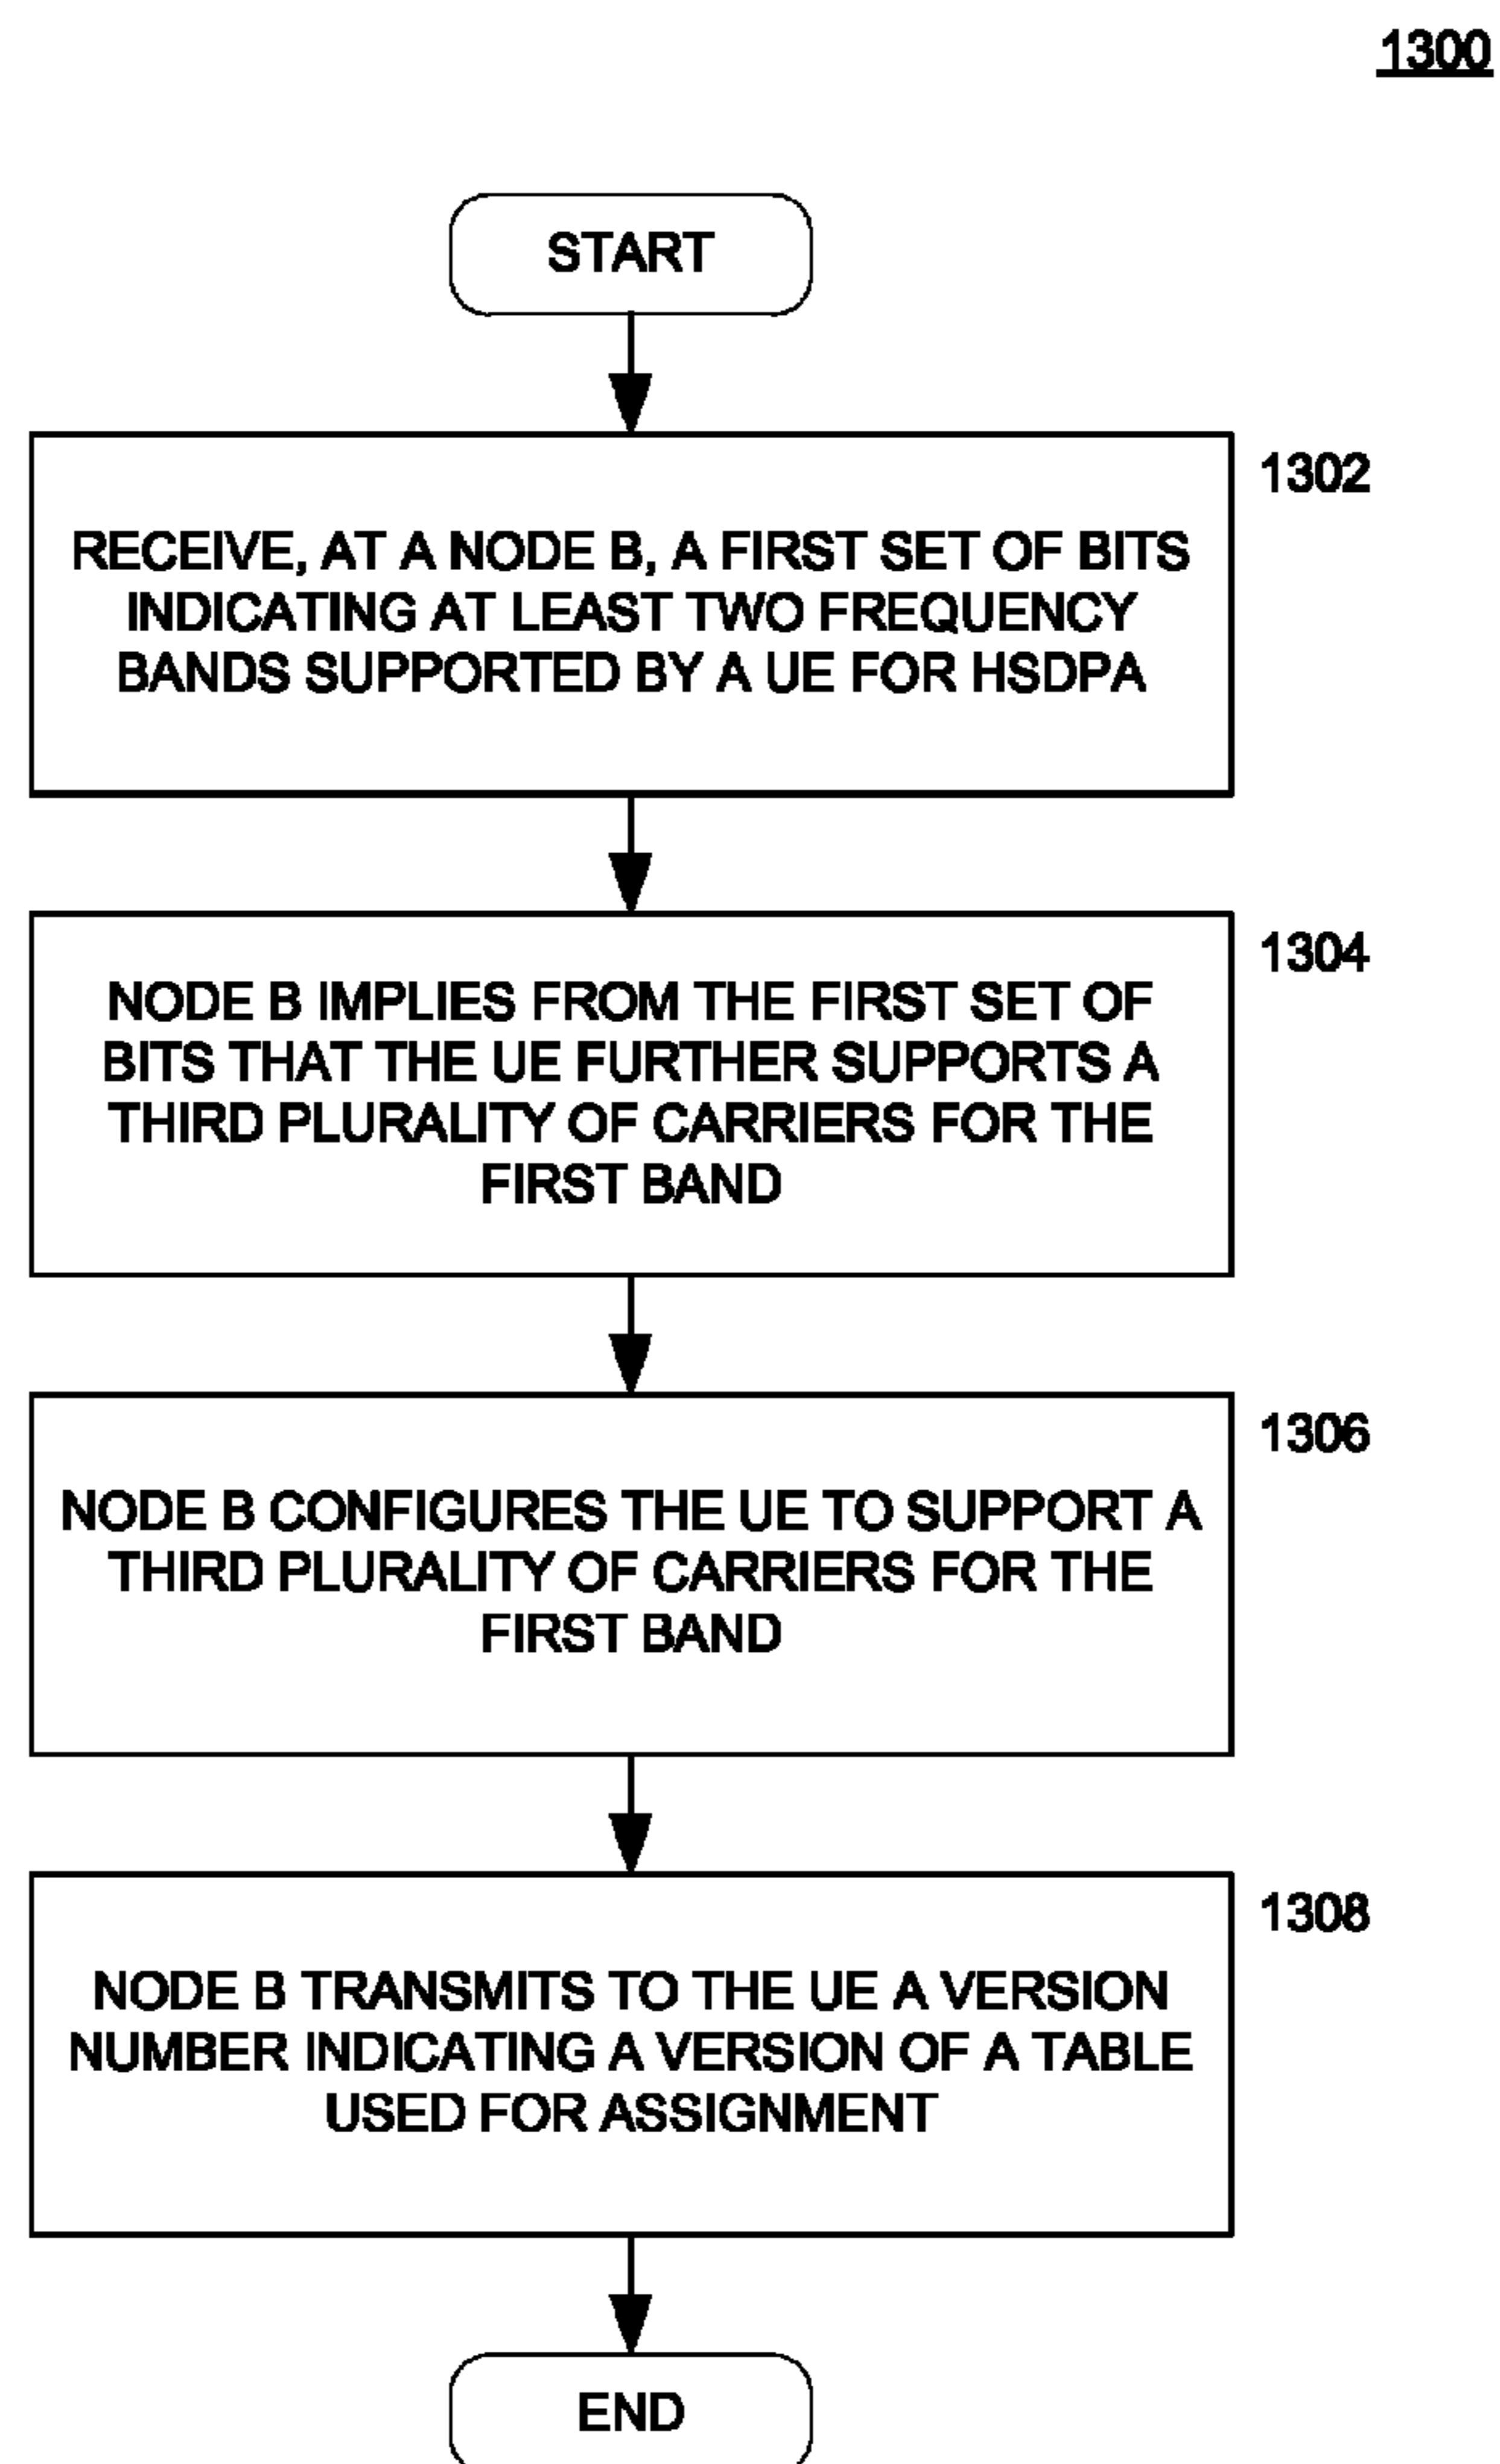 1300
START
1302
RECEIVE, AT A NODE B, A FIRST SET OF BITS
INDICATING AT LEAST TWO FREQUENCY
BANDS SUPPORTED BY A UE FOR HSDPA
1304
NODE B IMPLIES FROM THE FIRST SET OF
BITS THAT THE UE FURTHER SUPPORTS A
THIRD PLURALITY OF CARRIERS FOR THE
FIRST BAND
1306
NODE B CONFIGURES THE UE TO SUPPORT A
THIRD PLURALITY OF CARRIERS FOR THE
FIRST BAND
1308
NODE B TRANSMITS TO THE UE A VERSION
NUMBER INDICATING A VERSION OF A TABLE
USED FOR ASSIGNMENT
END